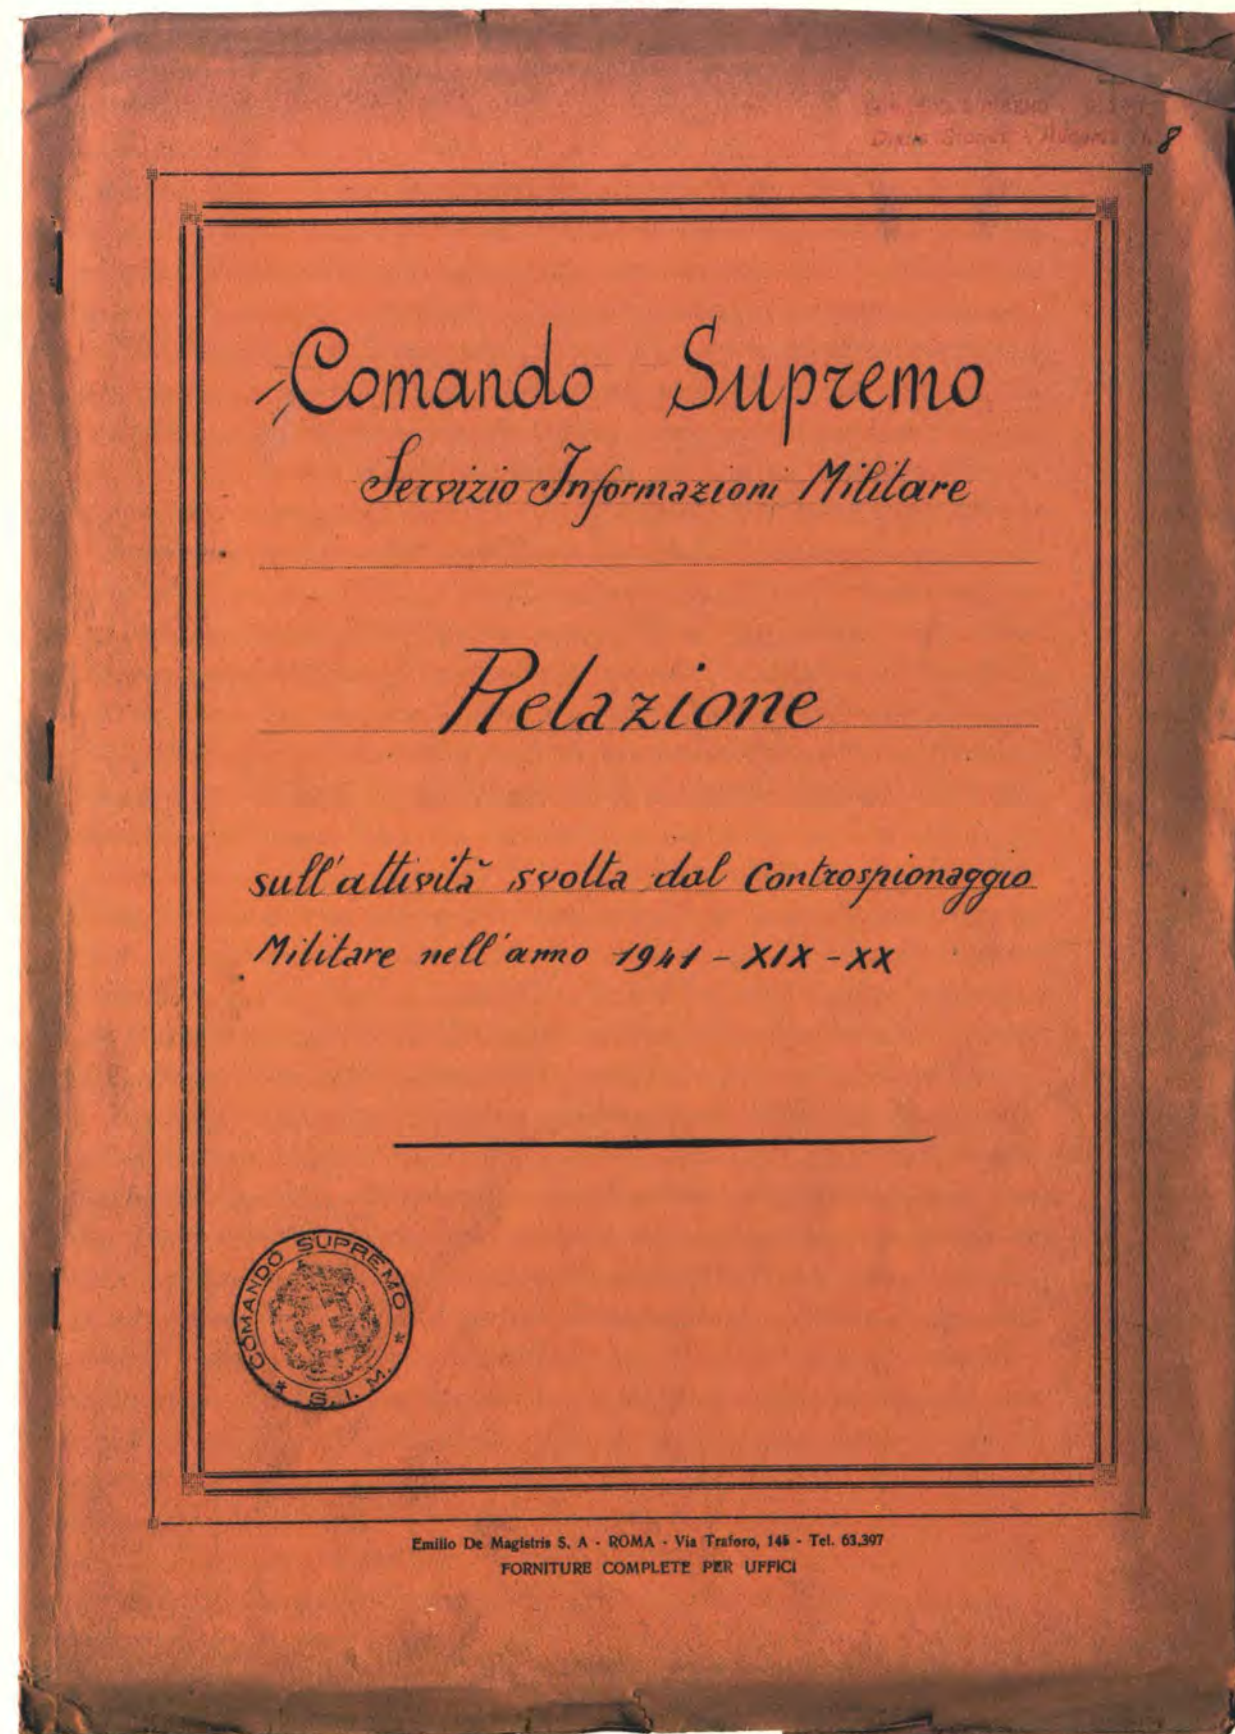 8
Comando Supremo
Servizio Informazioni Militare
Relazione
sull'attività svolta dal Controspionaggio
Militare nell'anno 1941 - XIX - XX
COMANDO SUPREMO
* S. I. M. *
Emilio De Magistris S. A - ROMA - Via Traforo, 145 - Tel. 63.397
FORNITURE COMPLETE PER UFFICI